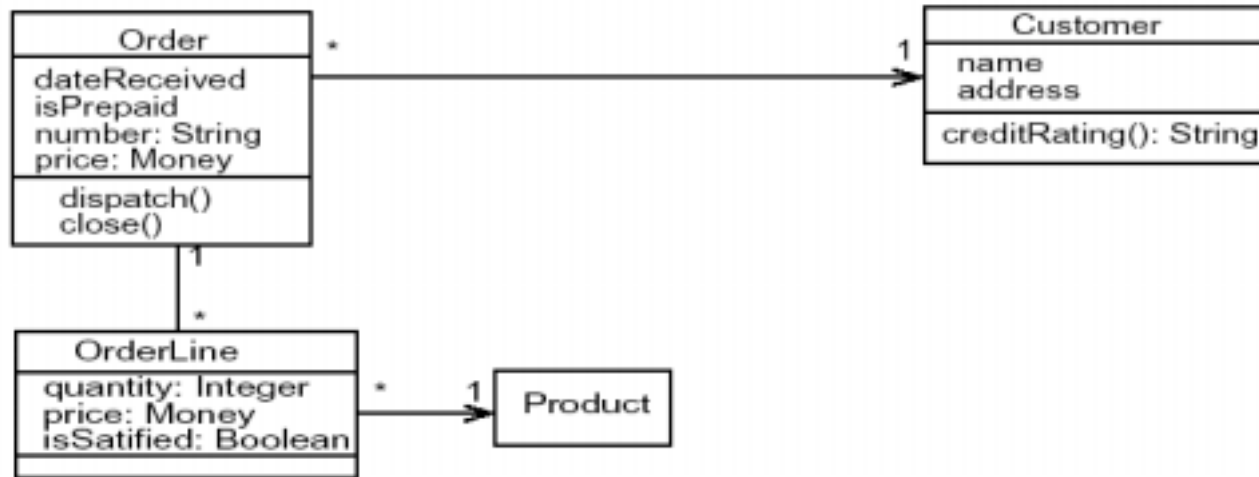 Order
dateReceived
isPrepaid
number: String
price: Money
dispatch()
close()
*
1
Customer
name
address
creditRating(): String
1
*
OrderLine
quantity: Integer
price: Money
isSatified: Boolean
*
1
Product